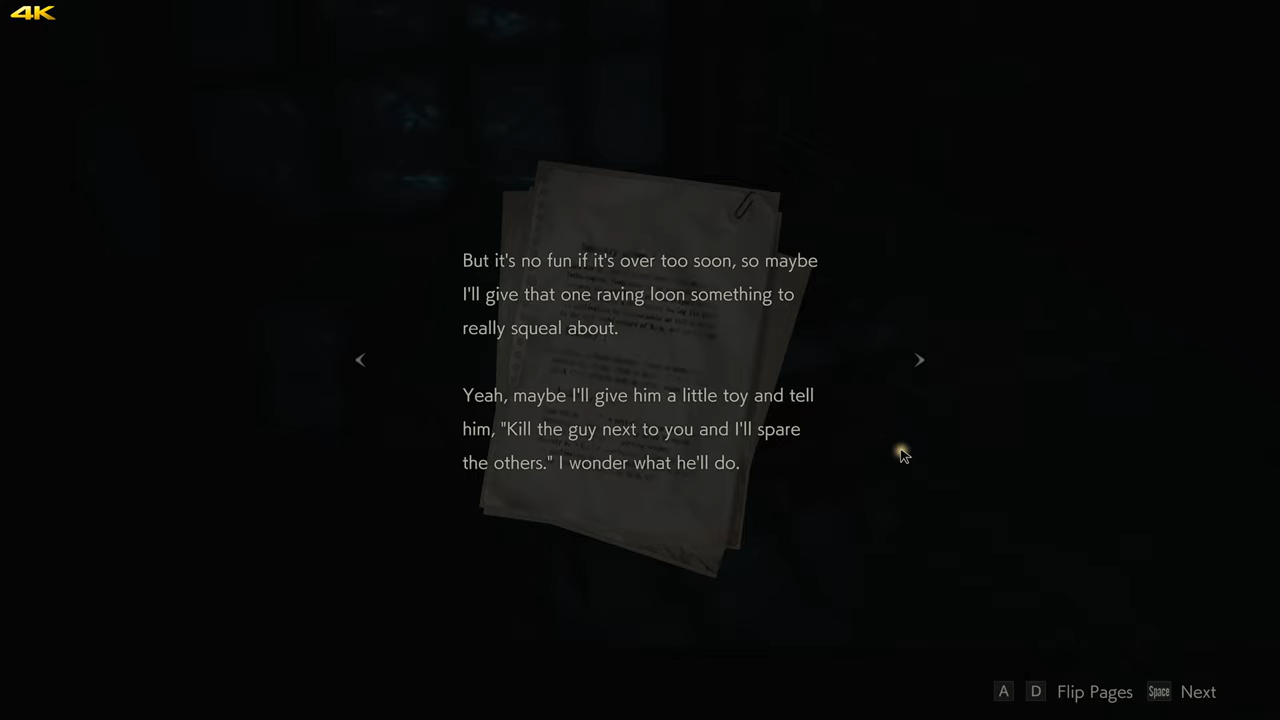 4K
But it's no fun if it's over too soon, so maybe
I'll give that one raving loon something to
really squeal about.
Yeah, maybe I'll give him a little toy and tell
him, "Kill the guy next to you and I'll spare
the others." I wonder what he'll do.
A D Flip Pages Space Next